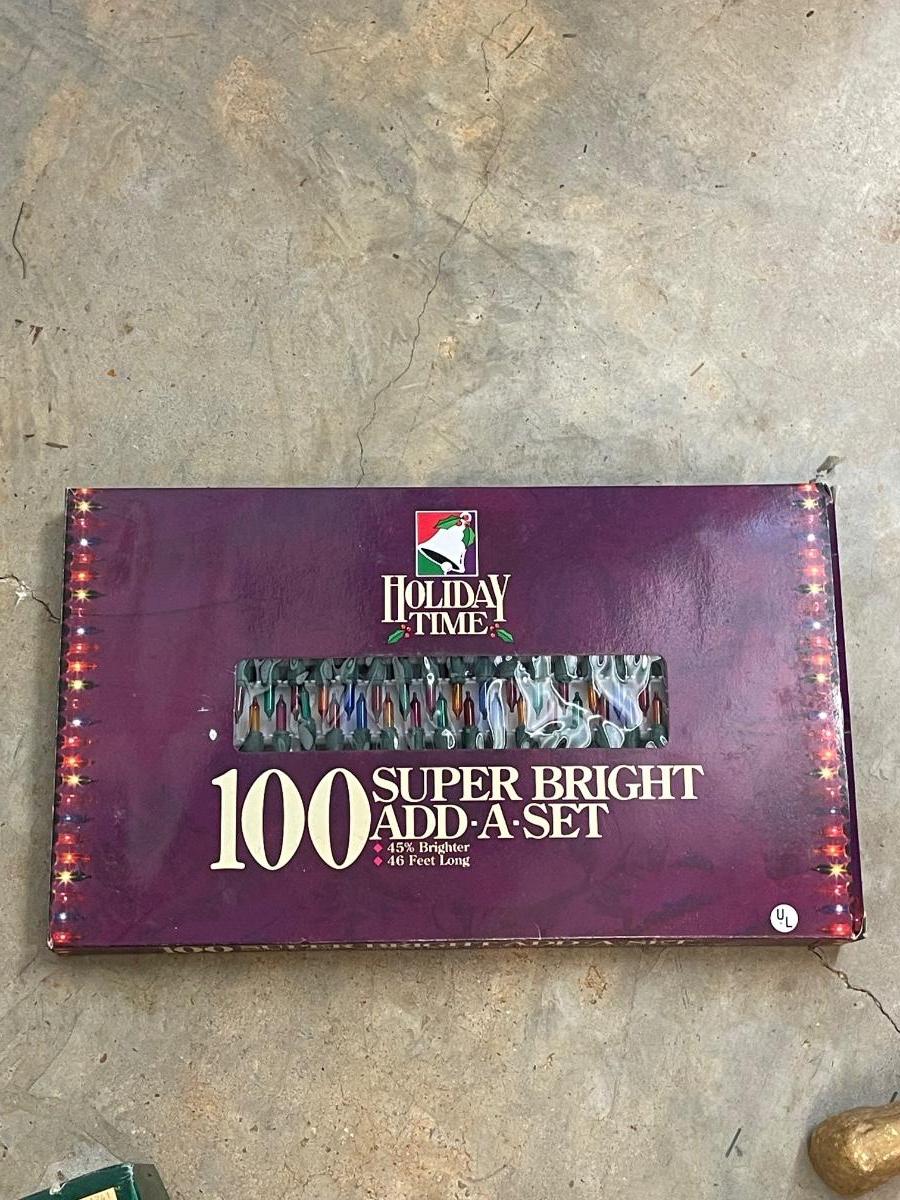 HOLIDAY
TIME
100 SUPER BRIGHT
ADD-A-SET
45% Brighter
46 Feet Long
UL